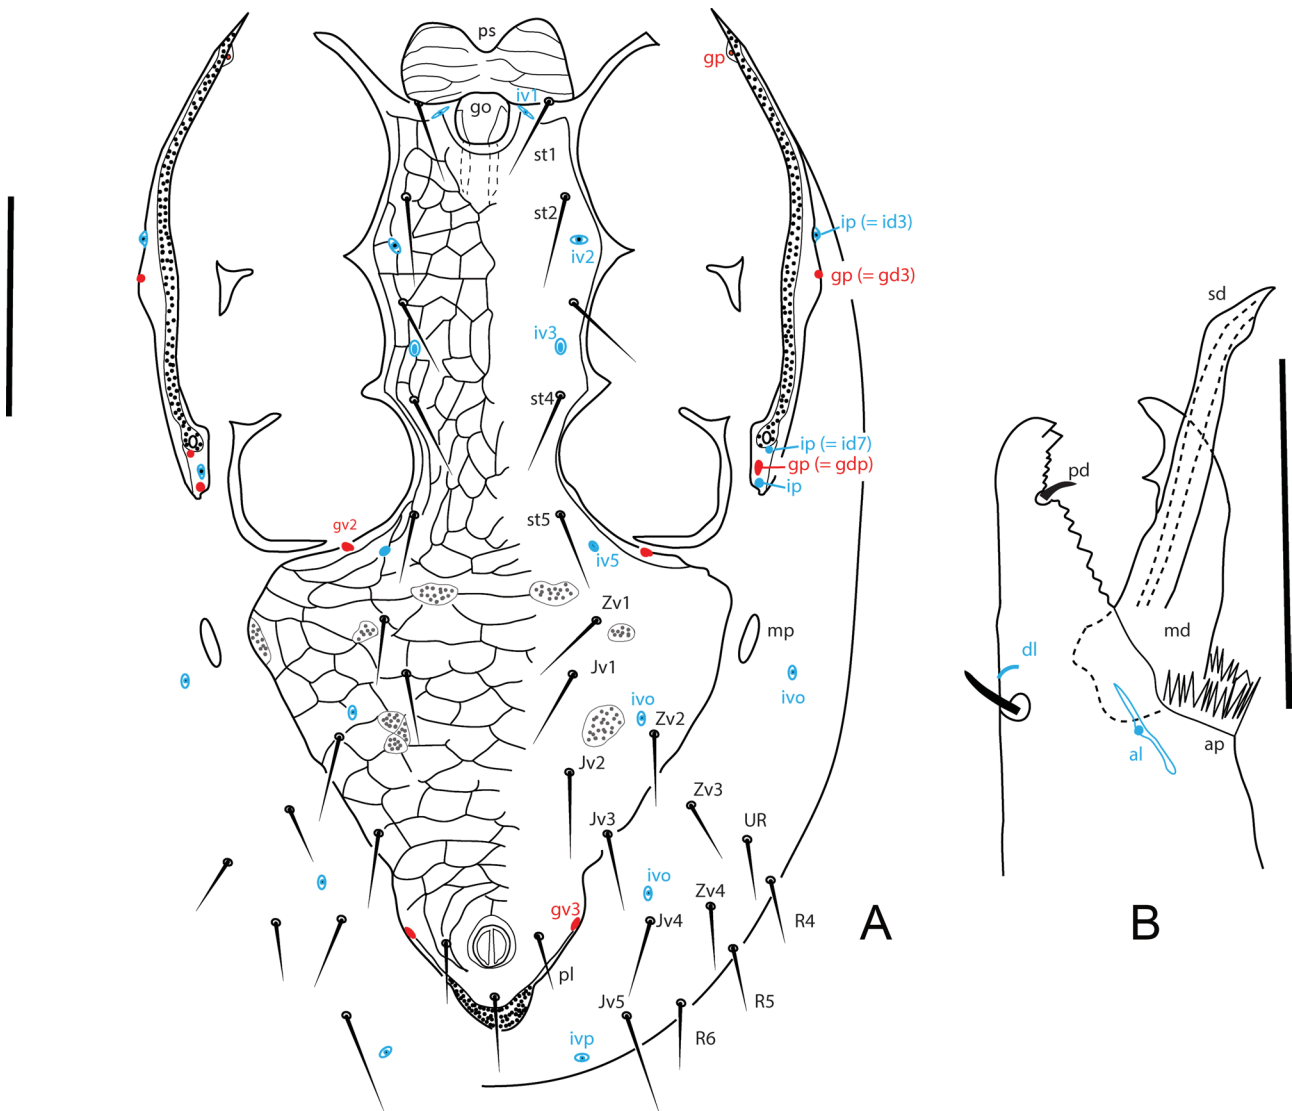 ps
gp
iv1
go
st1
st2
ip (= id3)
iv2
gp (= gd3)
sd
iv3
st4
ip (= id7)
gp (= gdp)
pd
ip
gv2
st5
iv5
Zv1
mp
md
Jv1
dl
ivo
ivo
Zv2
ap
al
Jv2
Zv3
Jv3
UR
ivo
Zv4
gv3
Jv4
R4
A
B
pl
Jv5
R5
ivp
R6